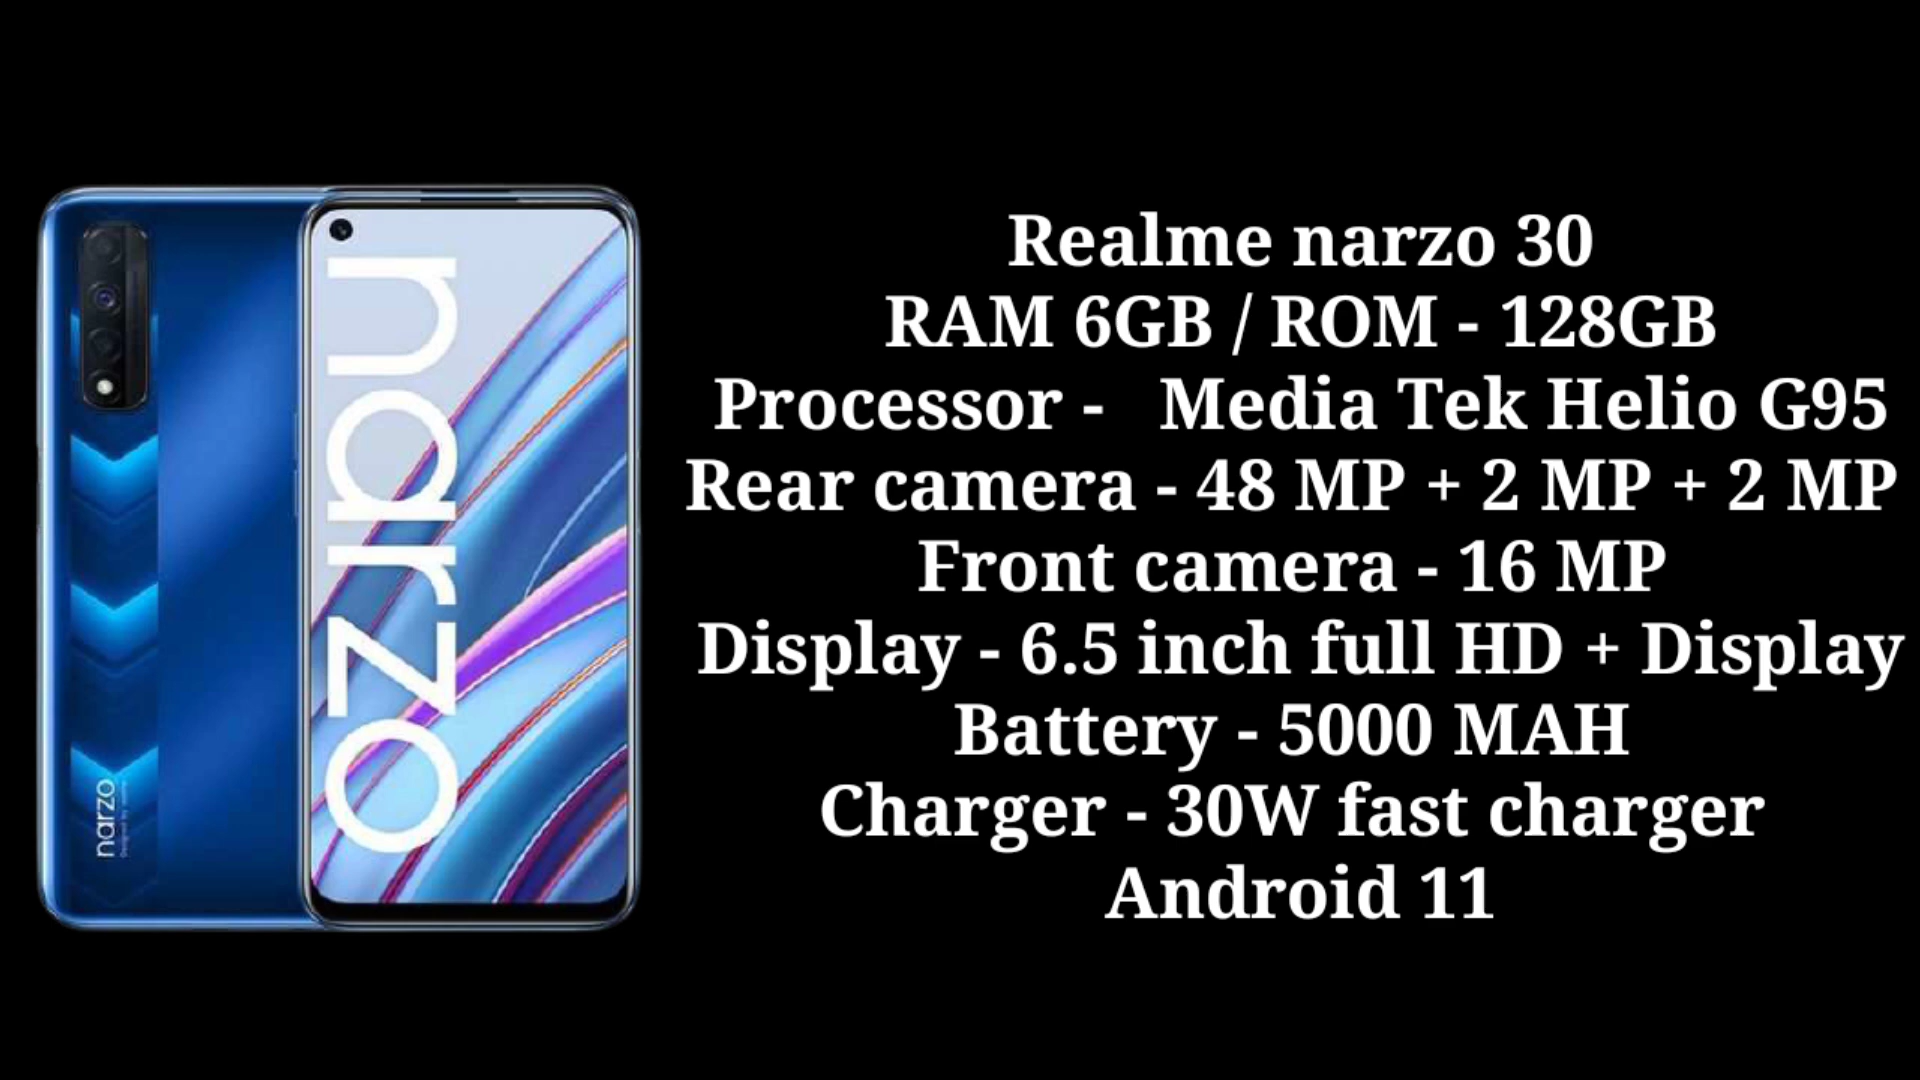 narzo
narzo
Realme narzo 30
RAM 6GB / ROM - 128GB
Processor -   Media Tek Helio G95
Rear camera - 48 MP + 2 MP + 2 MP
Front camera - 16 MP
Display - 6.5 inch full HD + Display
Battery - 5000 MAH
Charger - 30W fast charger
Android 11